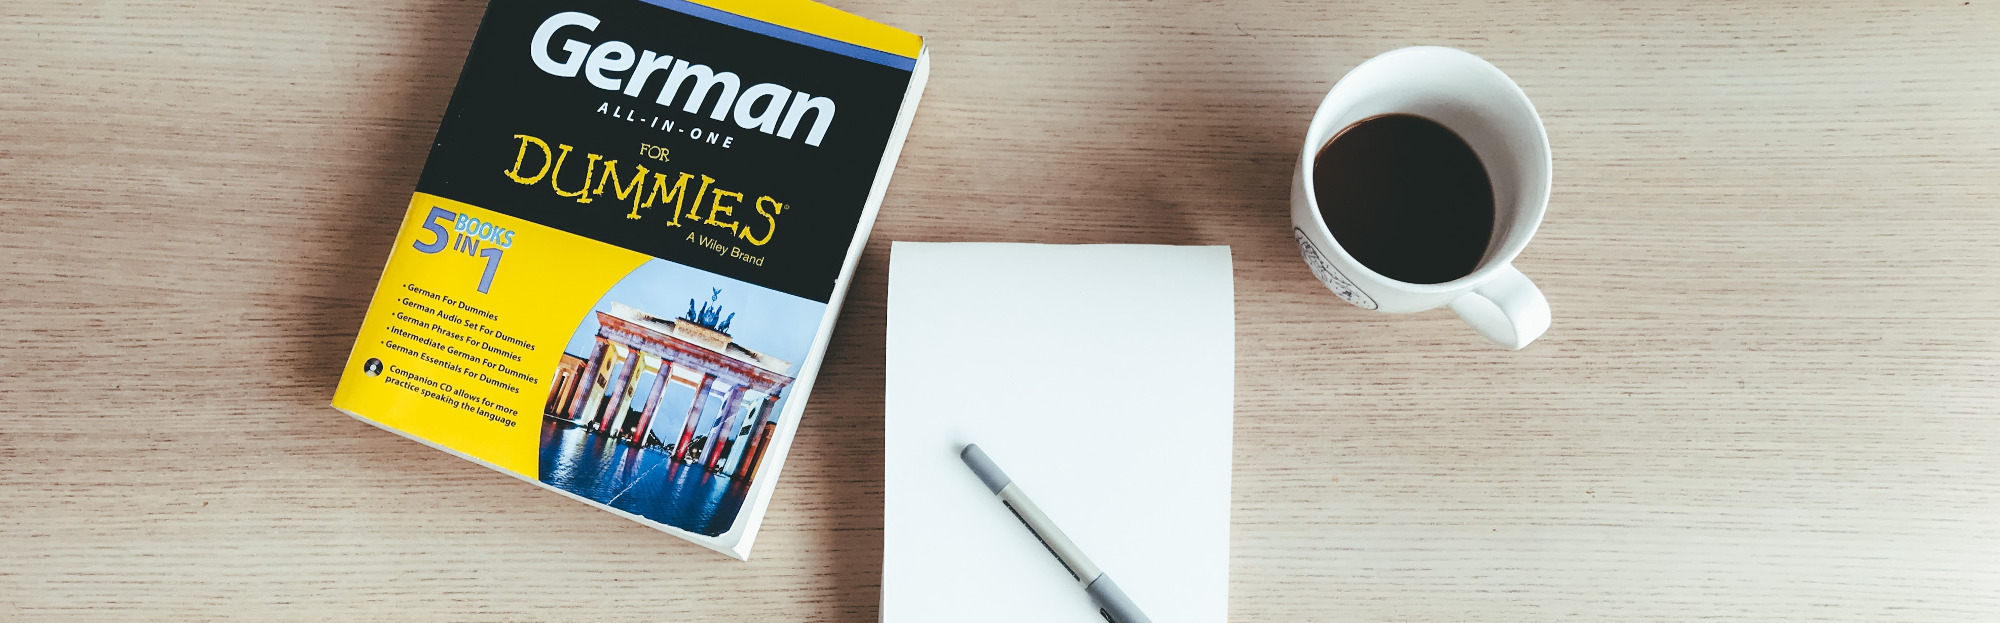 German
ALL-IN-ONE
FOR
DUMMIES®
A Wiley Brand
5 BOOKS
IN 1
• German For Dummies
• German Audio Set For Dummies
• German Phrases For Dummies
• Intermediate German For Dummies
• German Essentials For Dummies
Companion CD allows for more
practice speaking the language